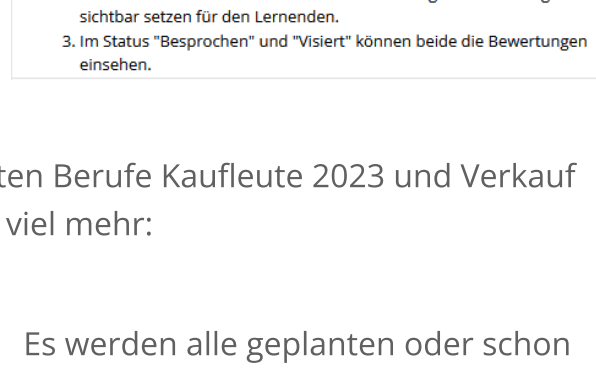 sichtbar setzen für den Lernenden.
3. Im Status "Besprochen" und "Visiert" können beide die Bewertungen
einsehen.
ten Berufe Kaufleute 2023 und Verkauf
viel mehr:
Es werden alle geplanten oder schon